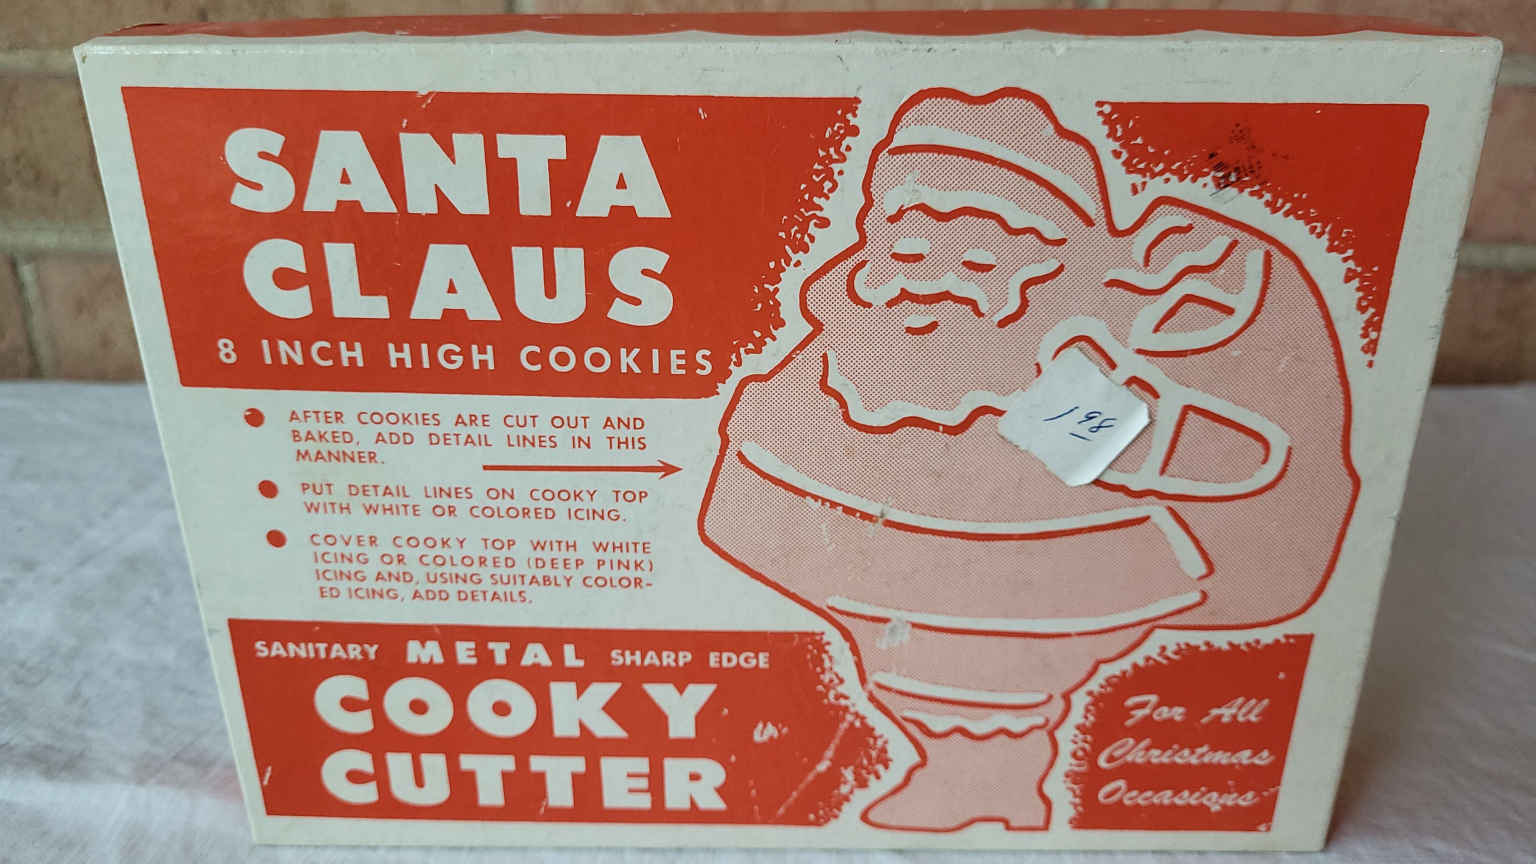 SANTA
CLAUS
8 INCH HIGH COOKIES
AFTER COOKIES ARE CUT OUT AND
BAKED, ADD DETAIL LINES IN THIS
MANNER.
PUT DETAIL LINES ON COOKY TOP
WITH WHITE OR COLORED ICING.
COVER COOKY TOP WITH WHITE
ICING OR COLORED (DEEP PINK)
ICING AND, USING SUITABLY COLOR-
ED ICING, ADD DETAILS.
198
SANITARY METAL SHARP EDGE
COOKY
CUTTER
For All
Christmas
Occasions